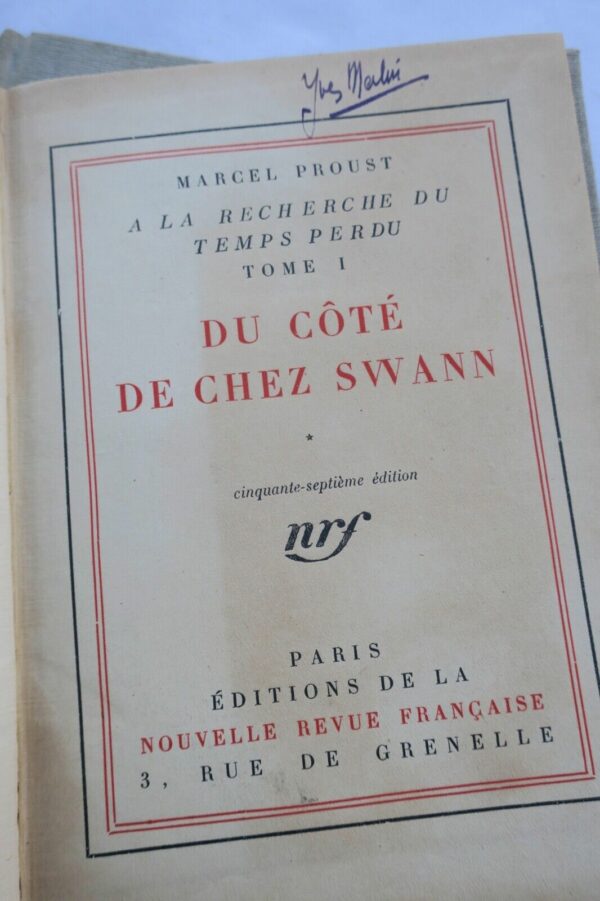 Yves
MARCEL PROUST
A LA RECHERCHE DU
TEMPS PERDU
TOME I
DU CÔTÉ
DE CHEZ SWANN
*
cinquante-septième édition
nrf
PARIS
ÉDITIONS DE LA
NOUVELLE REVUE FRANÇAISE
3, RUE DE GRENELLE